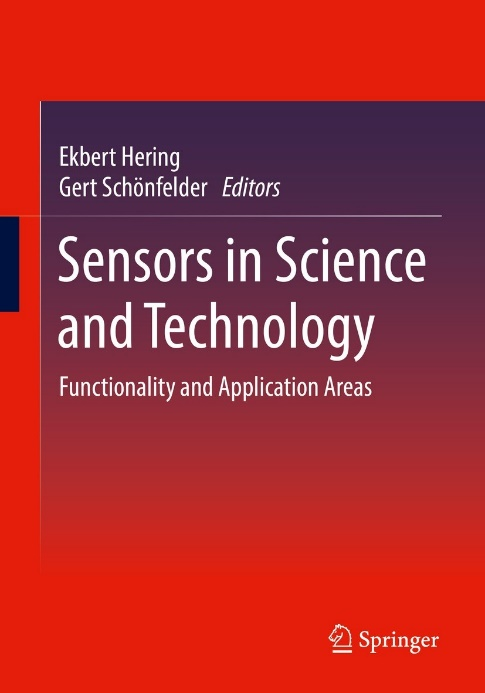 Ekbert Hering
Gert Schönfelder Editors
Sensors in Science
and Technology
Functionality and Application Areas
Springer